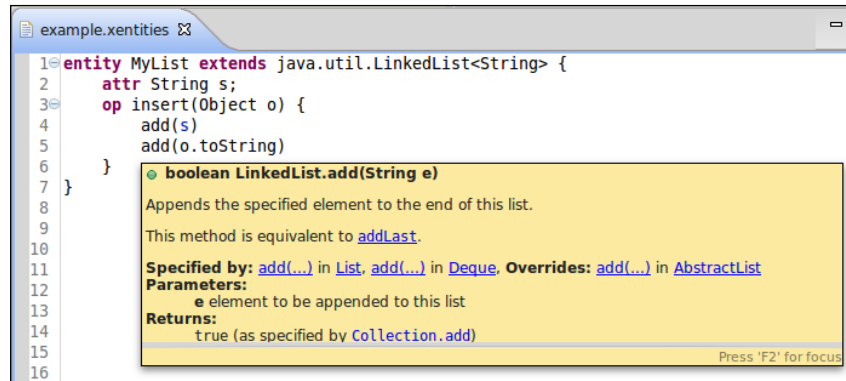 example.xentities
1 entity MyList extends java.util.LinkedList<String> {
2 attr String s;
3 op insert(Object o) {
4 add(s)
5 add(o.toString)
6 }
7 }
8
9
10
11
12
13
14
15
16
boolean LinkedList.add(String e)
Appends the specified element to the end of this list.
This method is equivalent to addLast.
Specified by: add(...) in List, add(...) in Deque, Overrides: add(...) in AbstractList
Parameters:
e element to be appended to this list
Returns:
true (as specified by Collection.add)
Press 'F2' for focus